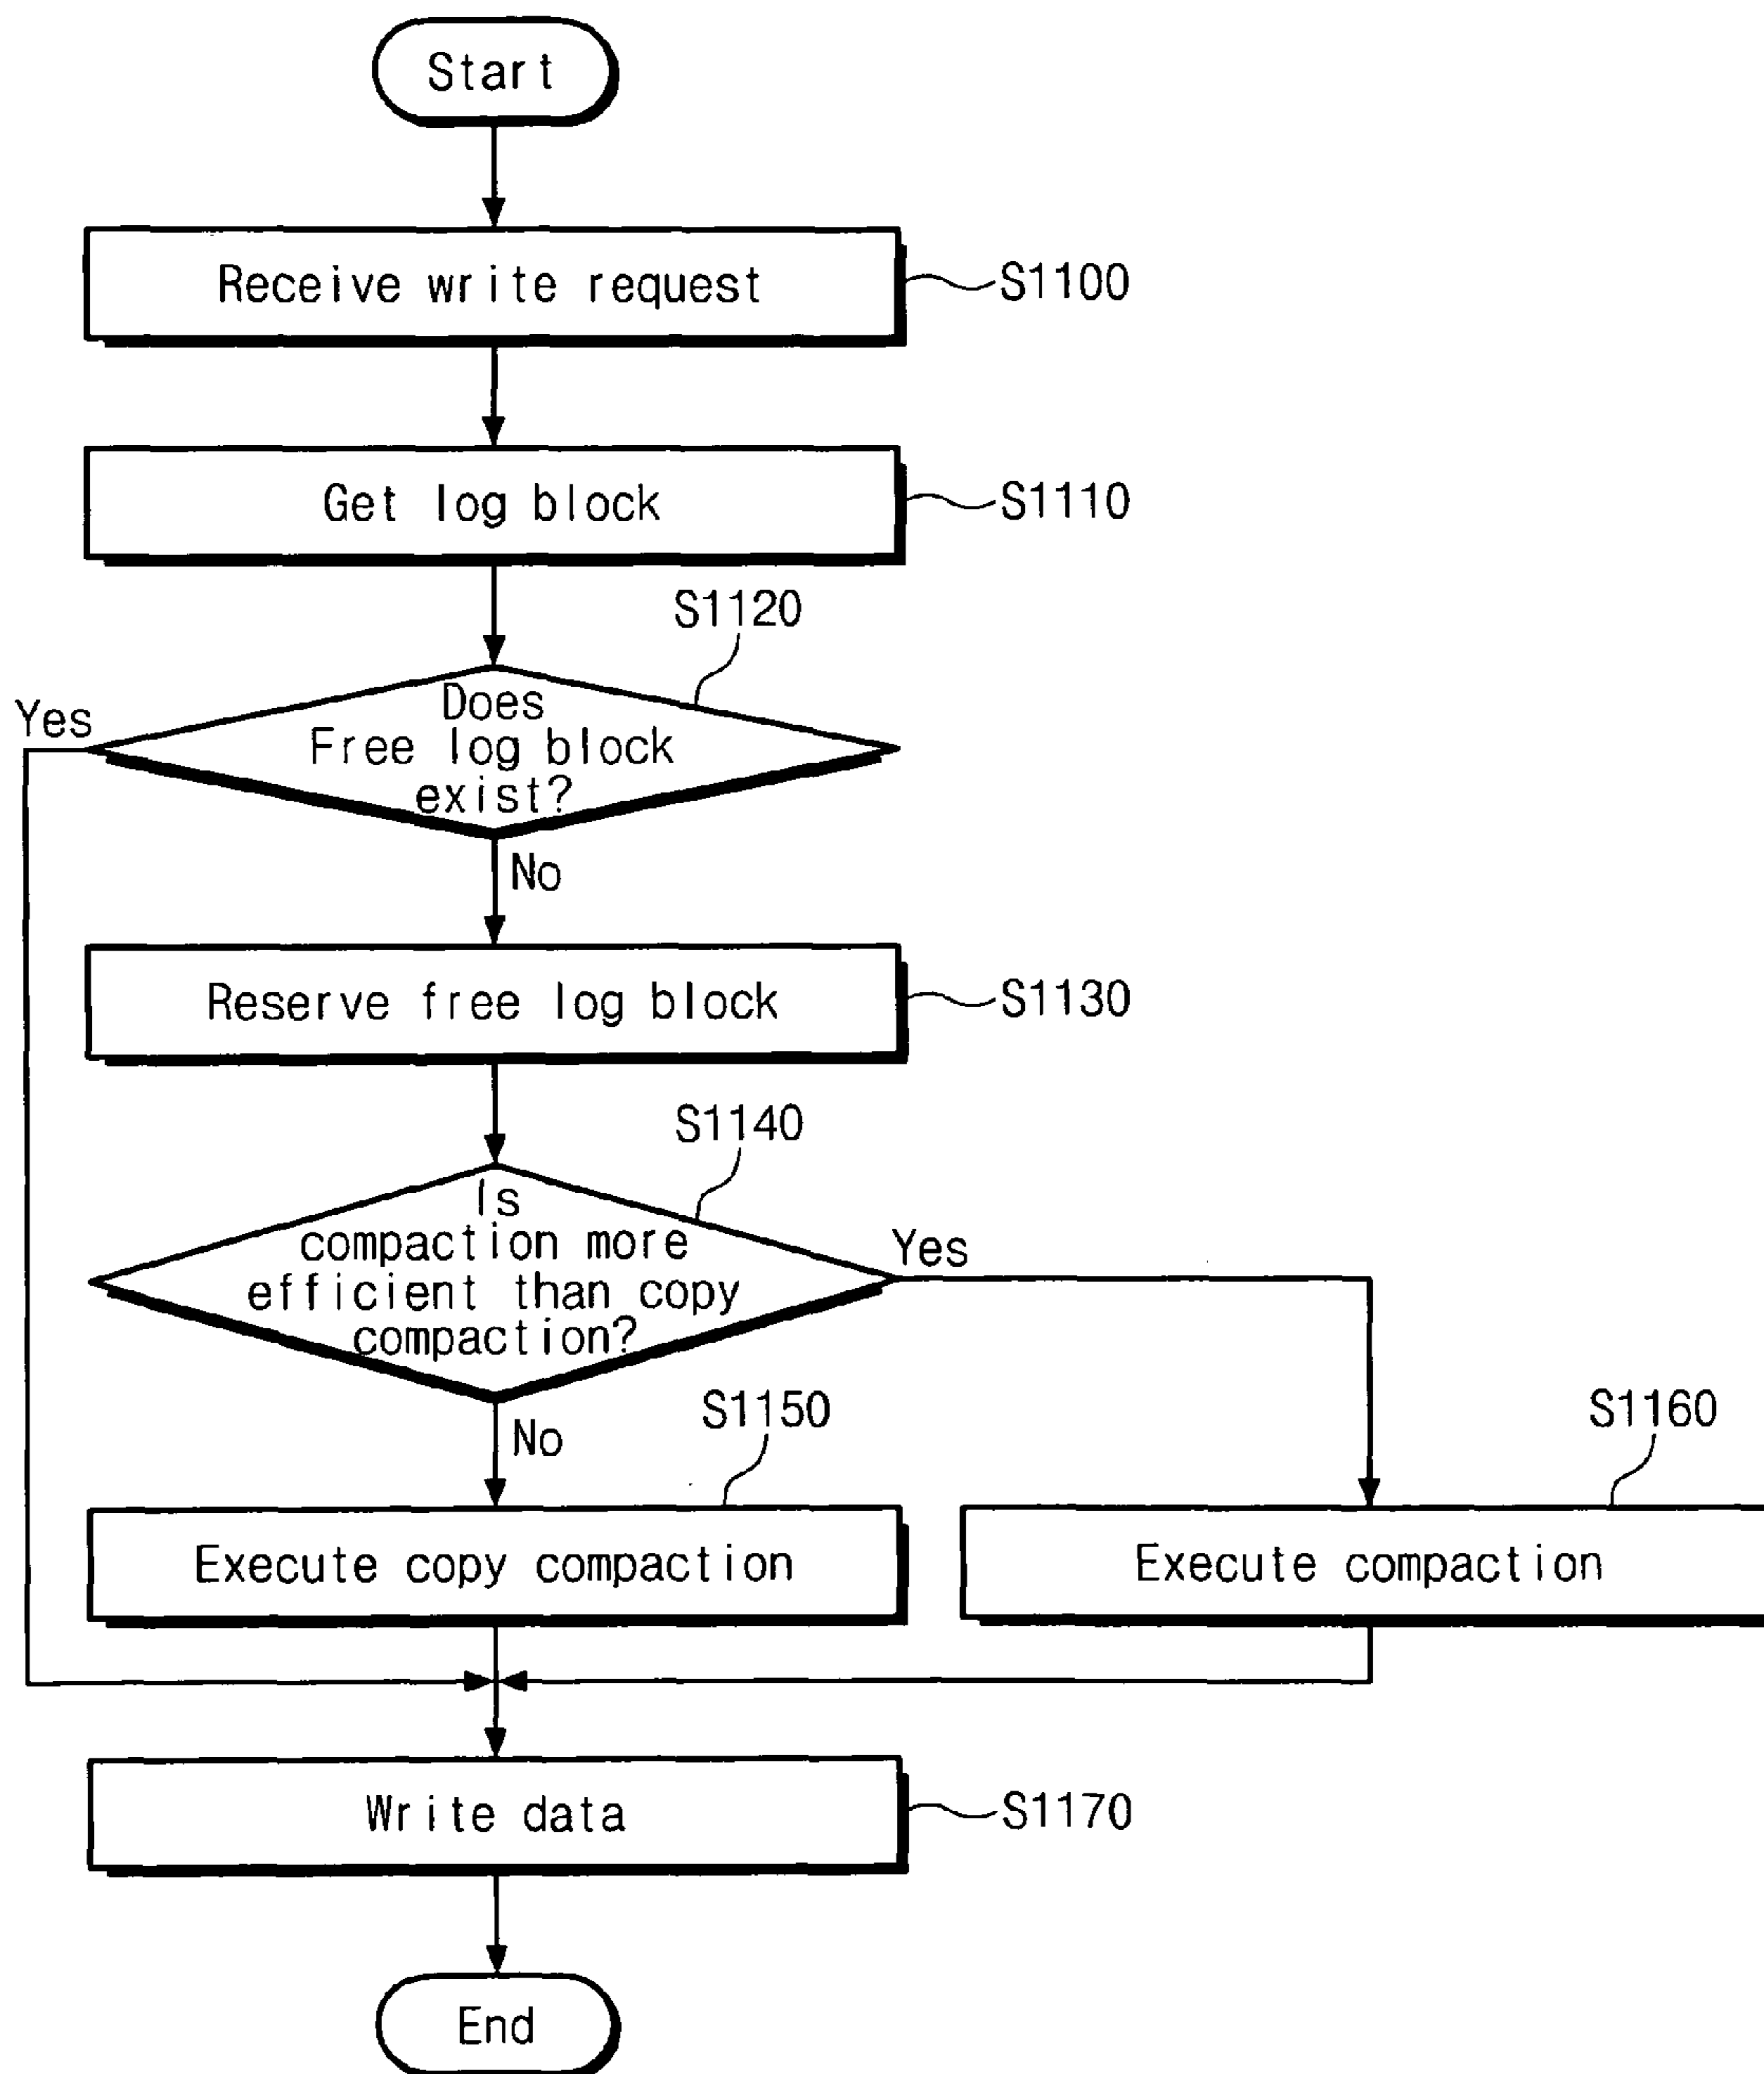 Start
Receive write request
S1100
Get log block
S1110
S1120
Yes
Does
Free log block
exist?
No
Reserve free log block
S1130
S1140
Is
compaction more
efficient than copy
compaction?
Yes
No
S1150
S1160
Execute copy compaction
Execute compaction
Write data
S1170
End